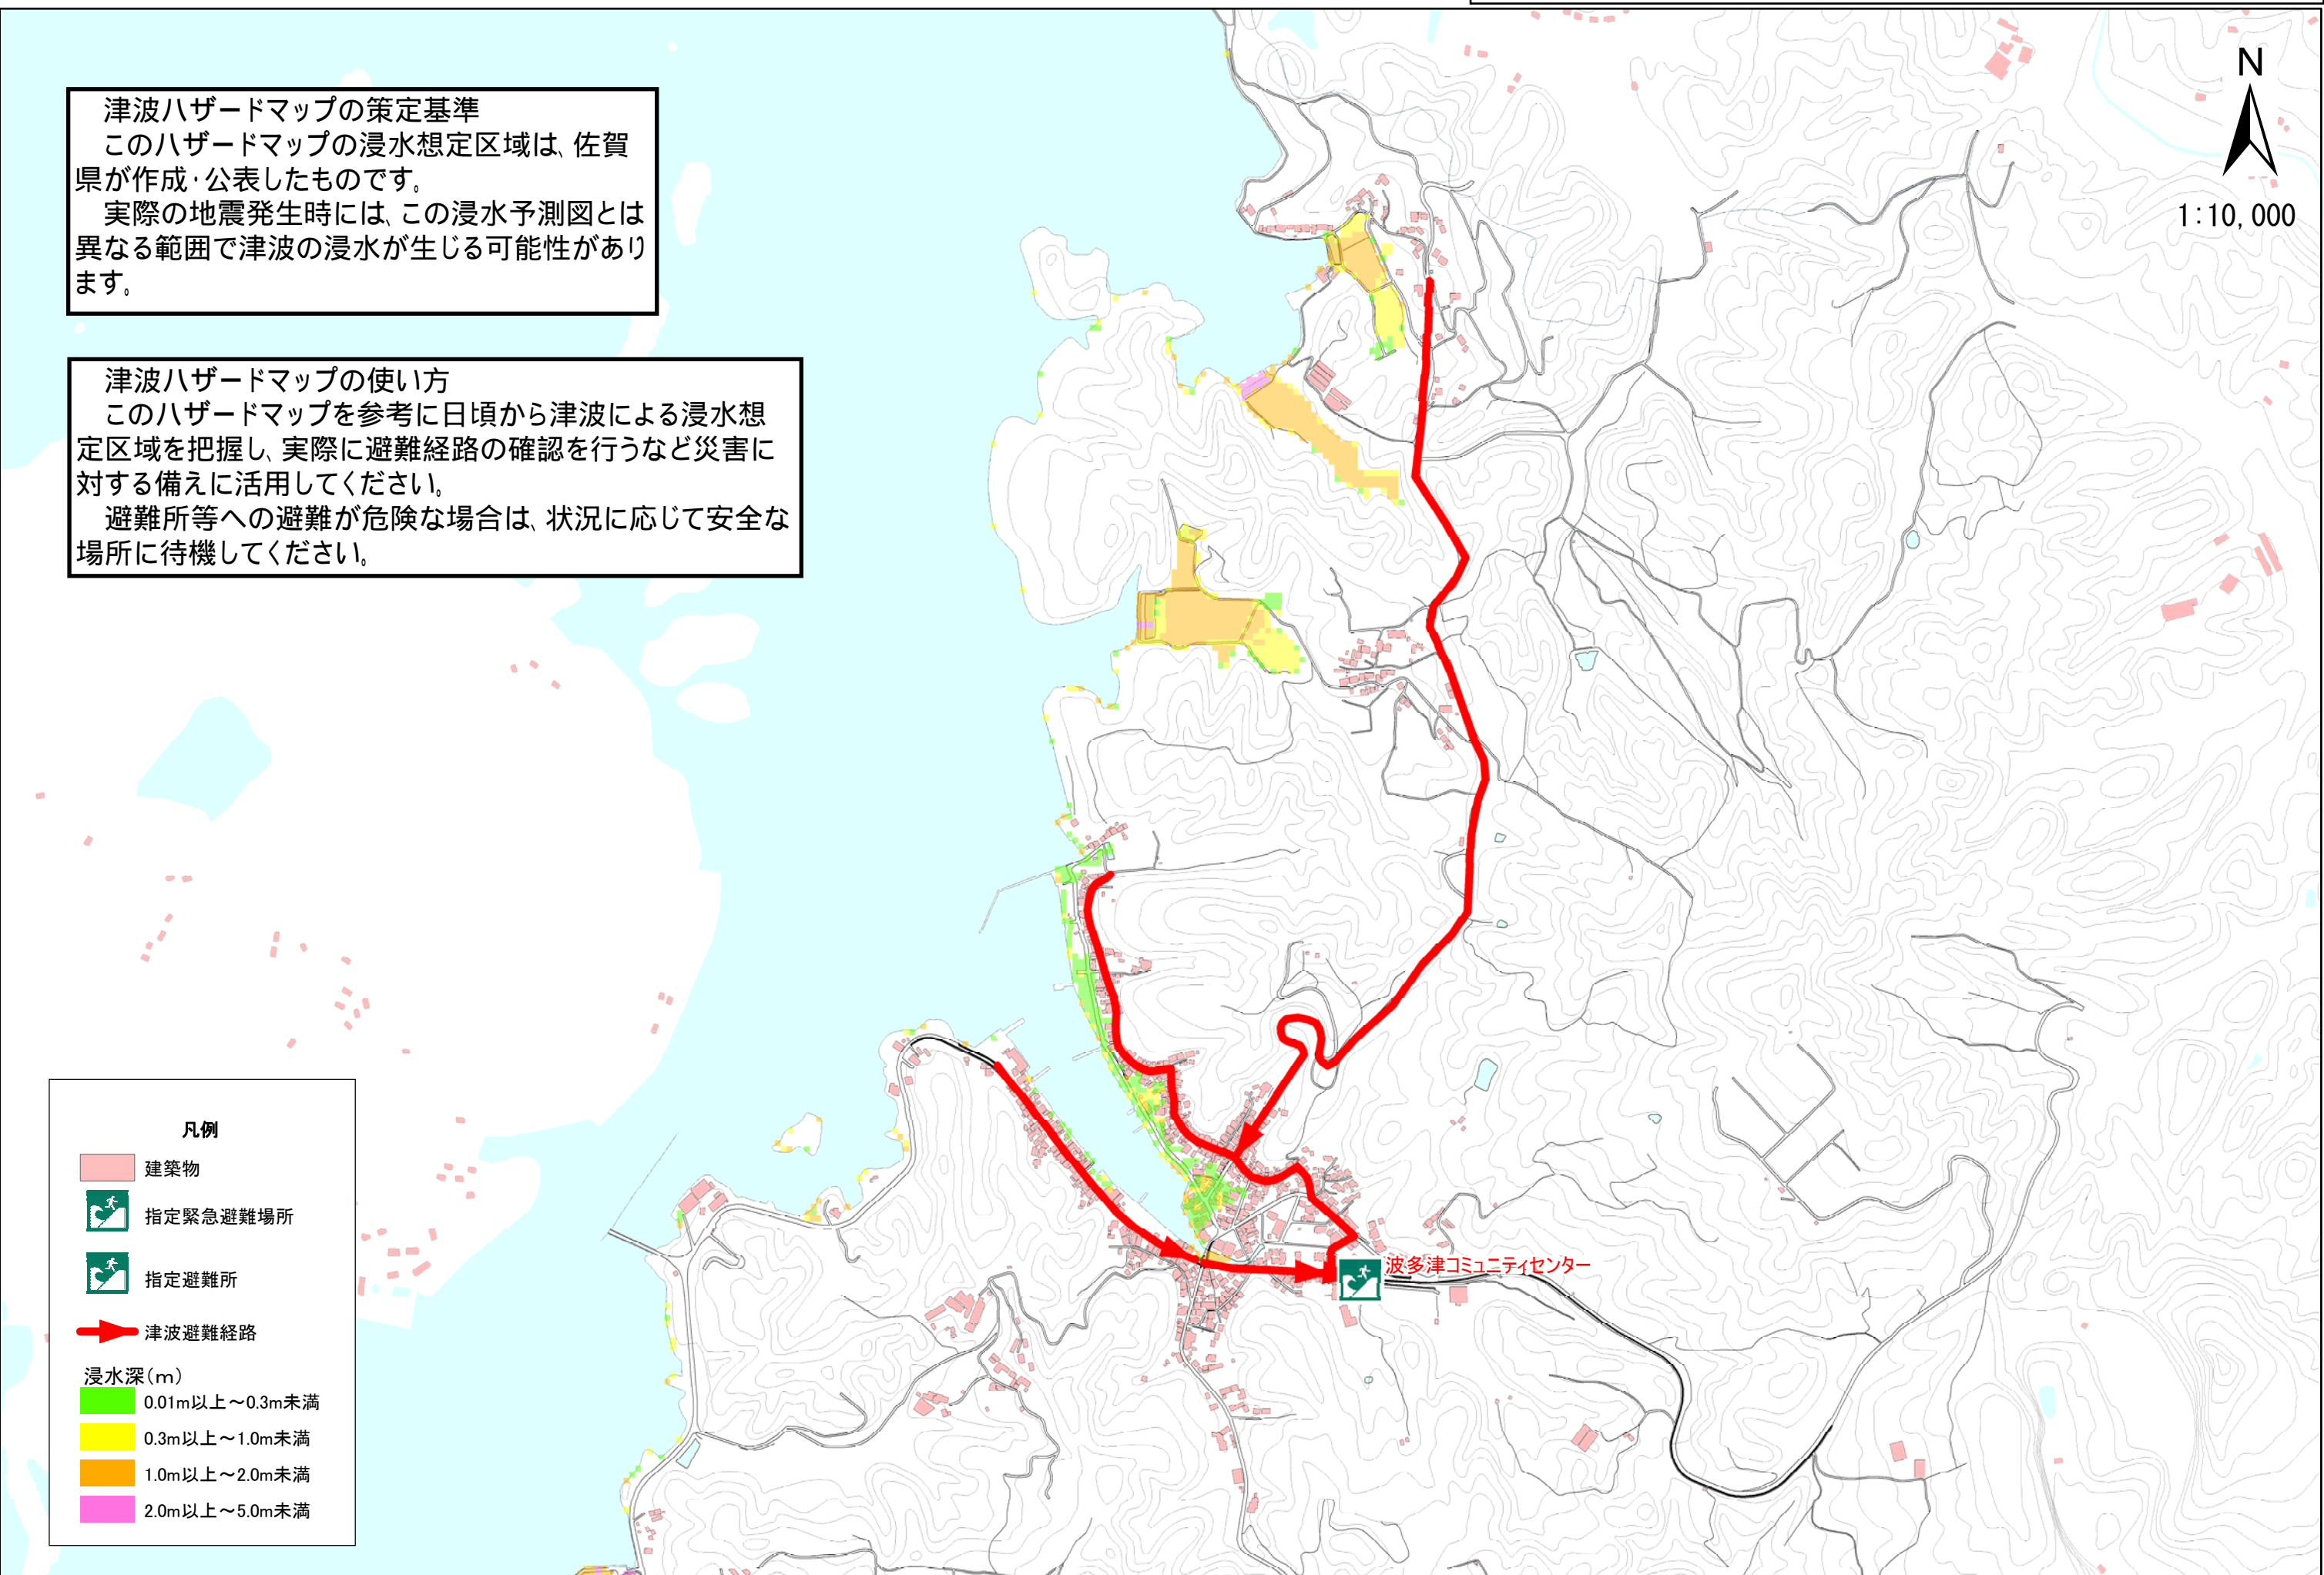 津波ハザードマップの策定基準
このハザードマップの浸水想定区域は、佐賀
県が作成・公表したものです。
実際の地震発生時には、この浸水予測図とは
異なる範囲で津波の浸水が生じる可能性があり
ます。
N
1:10,000
津波ハザードマップの使い方
このハザードマップを参考に日頃から津波による浸水想
定区域を把握し、実際に避難経路の確認を行うなど災害に
対する備えに活用してください。
避難所等への避難が危険な場合は、状況に応じて安全な
場所に待機してください。
波多津コミュニティセンター
凡例
建築物
指定緊急避難場所
指定避難所
津波避難経路
浸水深(m)
0.01m以上～0.3m未満
0.3m以上～1.0m未満
1.0m以上～2.0m未満
2.0m以上～5.0m未満